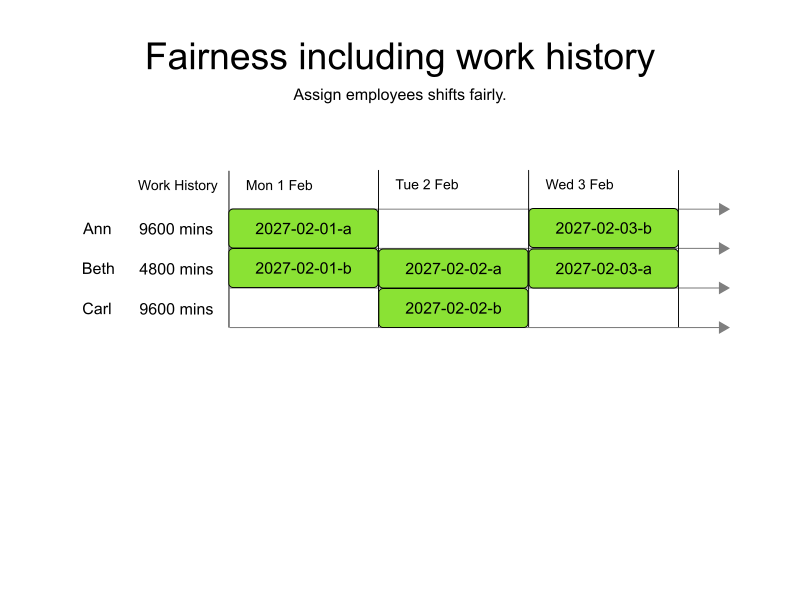 Fairness including work history
Assign employees shifts fairly.
Work History Mon 1 Feb Tue 2 Feb Wed 3 Feb
Ann 9600 mins 2027-02-01-a 2027-02-03-b
Beth 4800 mins 2027-02-01-b 2027-02-02-a 2027-02-03-a
Carl 9600 mins 2027-02-02-b